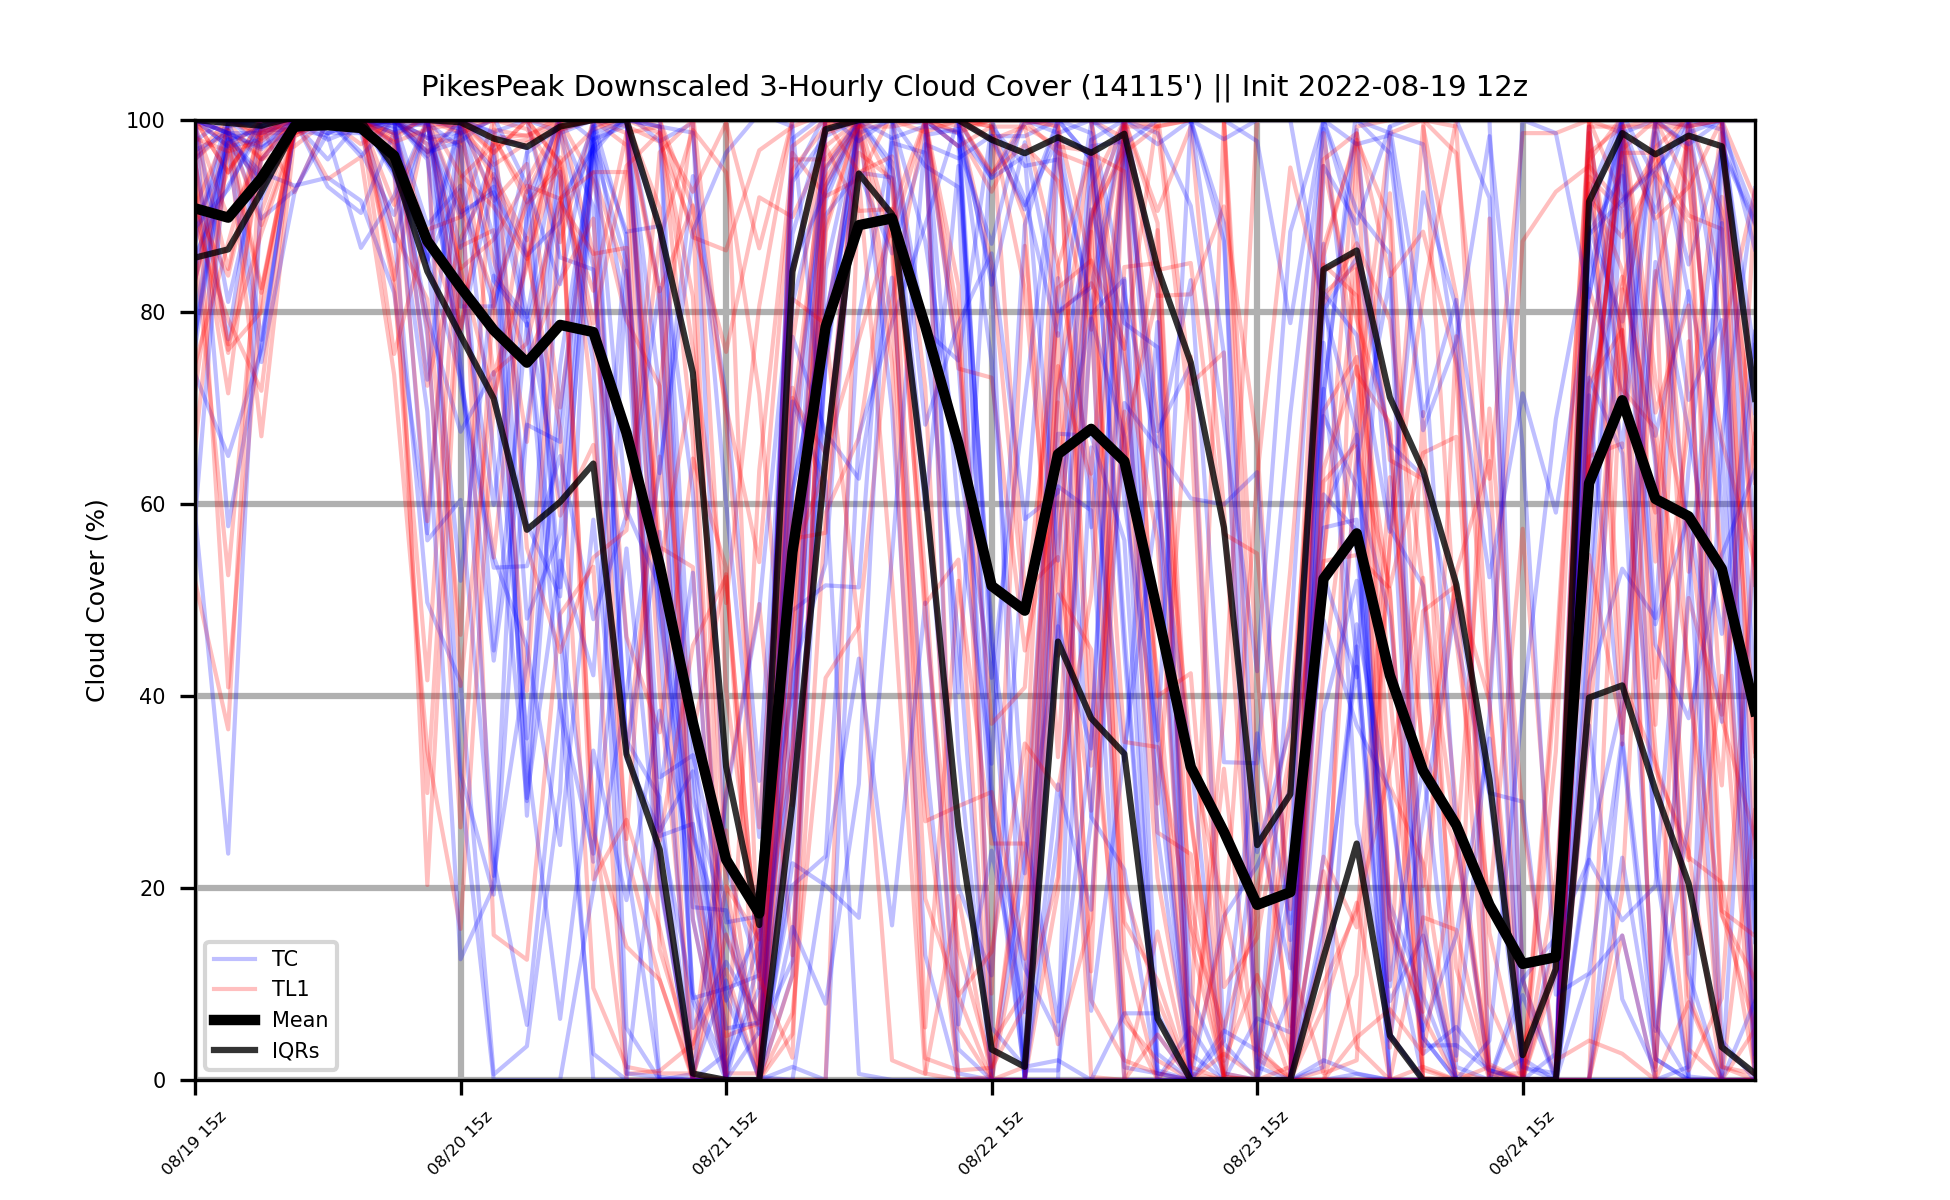 PikesPeak Downscaled 3-Hourly Cloud Cover (14115') || Init 2022-08-19 12z
Cloud Cover (%)
100
80
60
40
20
0
TC
TL1
Mean
IQRs
08/19 15z
08/20 15z
08/21 15z
08/22 15z
08/23 15z
08/24 15z